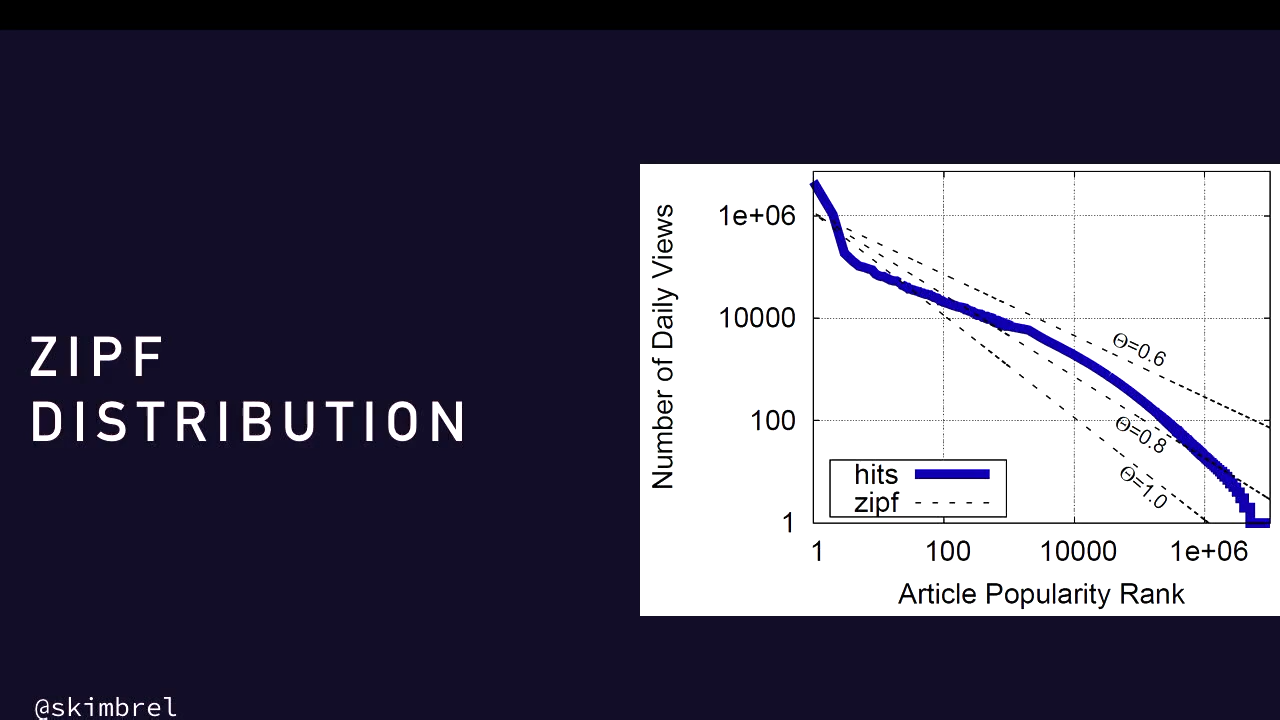 ZIPF
DISTRIBUTION
@skimbrel
Number of Daily Views
1e+06
10000
100
1
Θ=0.6
Θ=0.8
Θ=1.0
hits
zipf
1 100 10000 1e+06
Article Popularity Rank